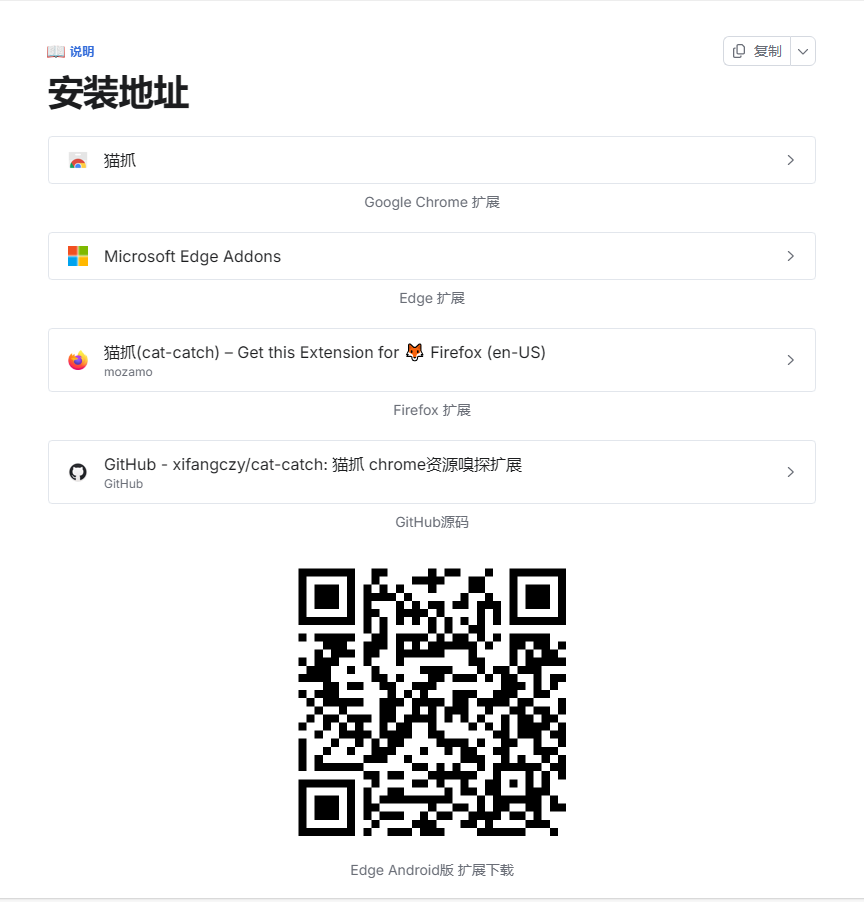 说明
复制
安装地址
猫抓
Google Chrome 扩展
Microsoft Edge Addons
Edge 扩展
猫抓(cat-catch) – Get this Extension for 🦊 Firefox (en-US)
mozamo
Firefox 扩展
GitHub - xifangczy/cat-catch: 猫抓 chrome资源嗅探扩展
GitHub
GitHub源码
Edge Android版 扩展下载